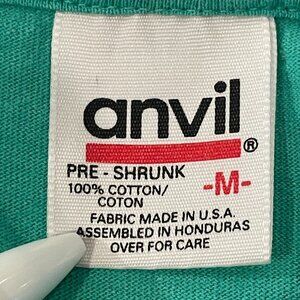 anvil®
PRE - SHRUNK
100% COTTON/
COTON
-M-
FABRIC MADE IN U.S.A.
ASSEMBLED IN HONDURAS
OVER FOR CARE